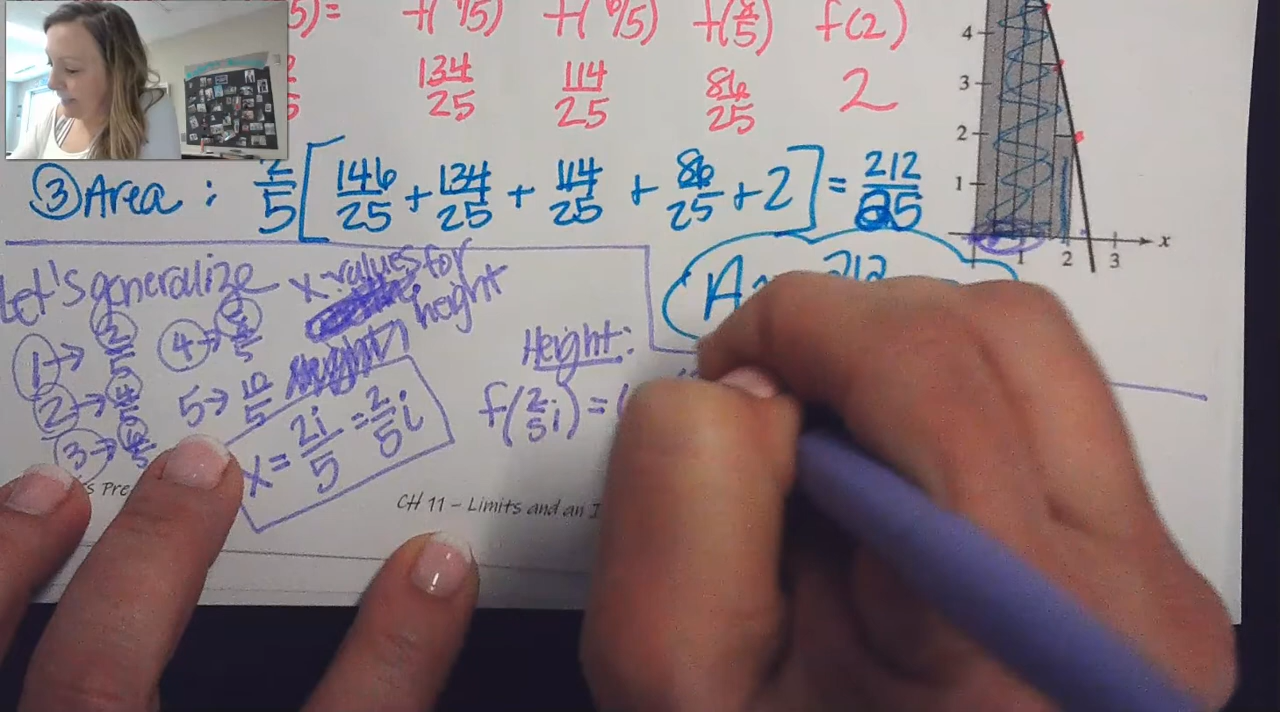 5)= f(4/5) f(6/5) f(8/5) f(2)
134/25 114/25 86/25 2
③ Area : 2/5 [146/25 + 134/25 + 114/25 + 86/25 + 2] = 212/25
Let's generalize
x values for height
1 → 2/5
4 → 8/5
2 → 4/5
5 → 10/5
3 → 6/5
x = 2i/5 = 2/5 i
Height:
f(2/5 i) = (
A 212
4
3
2
1
1 2 3 x
s Pre
CH 11 – Limits and an I